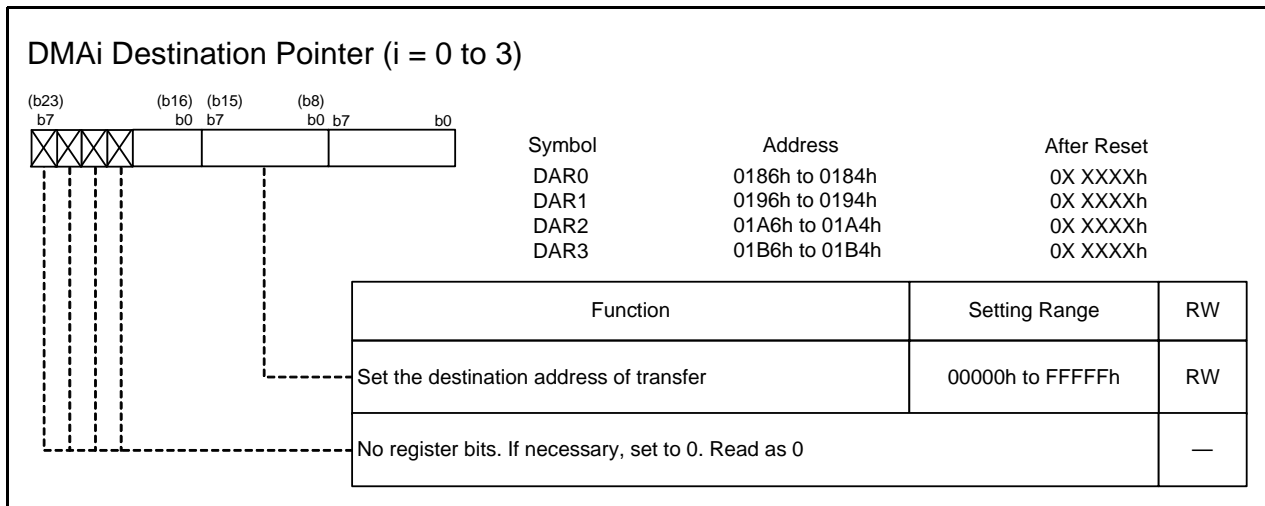 DMAi Destination Pointer (i = 0 to 3)
(b23) (b16) (b15) (b8)
b7 b0 b7 b0 b7 b0
Symbol Address After Reset
DAR0 0186h to 0184h 0X XXXXh
DAR1 0196h to 0194h 0X XXXXh
DAR2 01A6h to 01A4h 0X XXXXh
DAR3 01B6h to 01B4h 0X XXXXh
Function Setting Range RW
Set the destination address of transfer 00000h to FFFFFh RW
No register bits. If necessary, set to 0. Read as 0 —